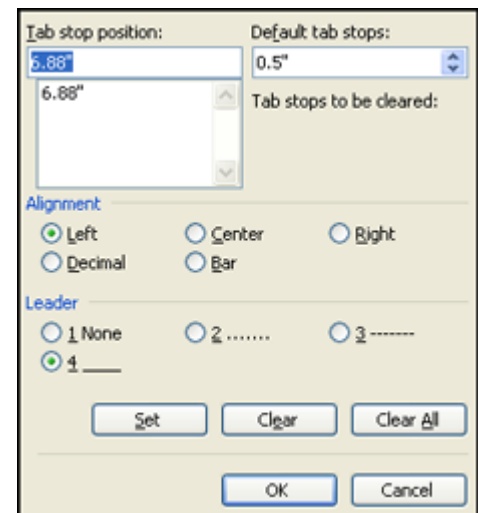 Tab stop position: Default tab stops:
6.88" 0.5"
6.88" Tab stops to be cleared:
Alignment
Left Center Right
Decimal Bar
Leader
1 None 2 ....... 3 -------
4 ____
Set Clear Clear All
OK Cancel